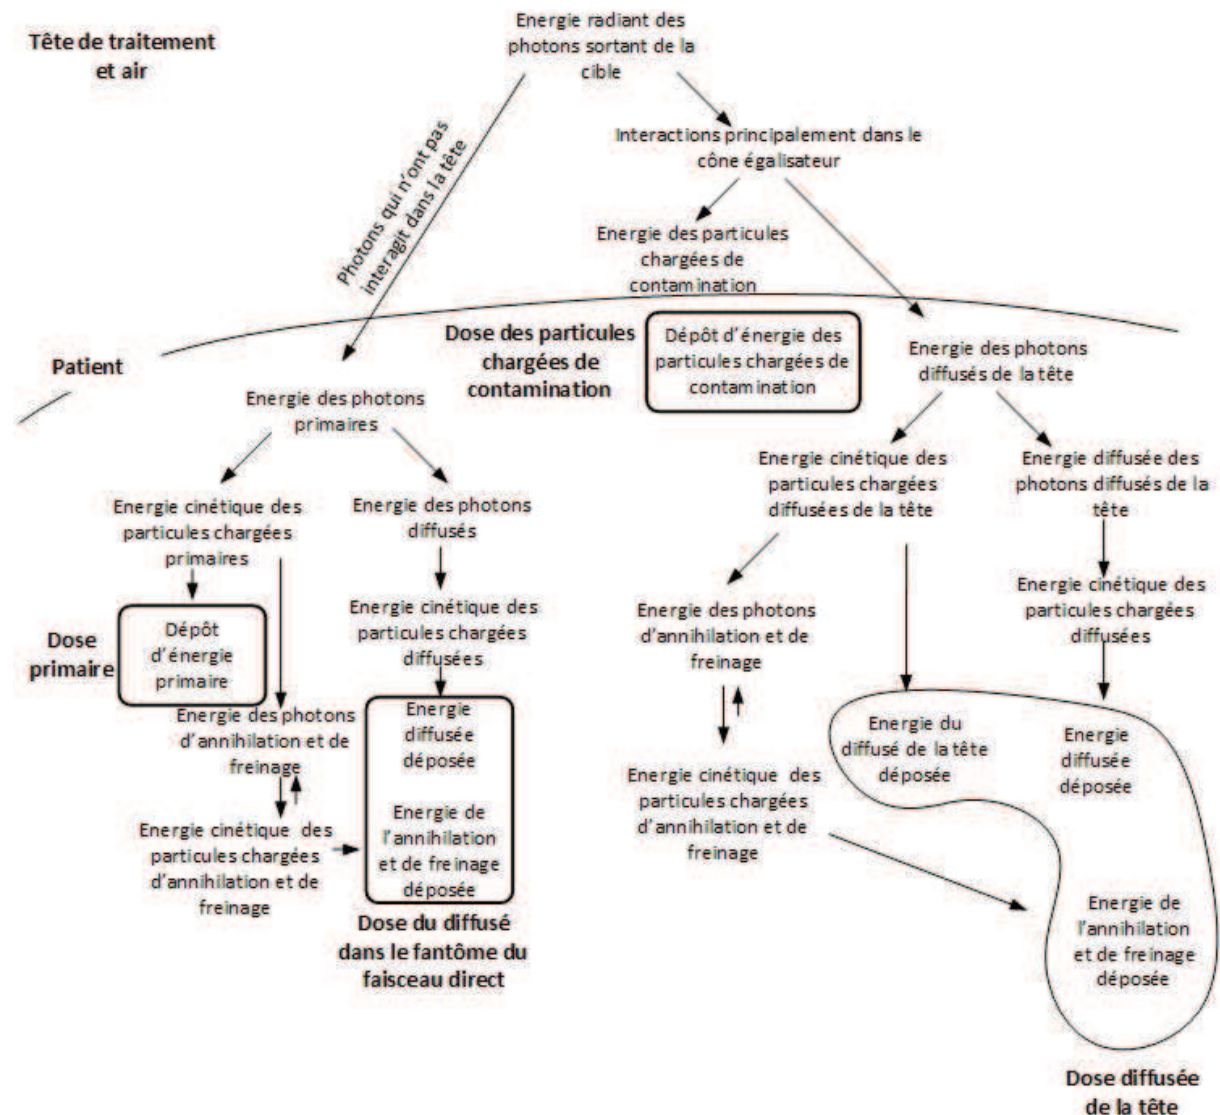 Tête de traitement
et air
Energie radiant des
photons sortant de la
cible
Photons qui n'ont pas
interagit dans la tête
Interactions principalement dans le
cône égalisateur
Energie des particules
chargées de
contamination
Patient
Dose des particules
chargées de
contamination
Dépôt d'énergie des
particules chargées de
contamination
Energie des photons
diffusés de la tête
Energie des photons
primaires
Energie cinétique des
particules chargées
primaires
Energie des photons
diffusés
Energie cinétique des
particules chargées
diffusées de la tête
Energie diffusée des
photons diffusés de la
tête
Dose
primaire
Dépôt
d'énergie
primaire
Energie cinétique des
particules chargées
diffusées
Energie des photons
d'annihilation et de
freinage
Energie cinétique des
particules chargées
diffusées
Energie des photons
d'annihilation et de
freinage
Energie
diffusée
déposée
Energie du
diffusé de la tête
déposée
Energie
diffusée
déposée
Energie cinétique des
particules chargées
d'annihilation et de
freinage
Energie de
l'annihilation
et de freinage
déposée
Energie cinétique des
particules chargées
d'annihilation et de
freinage
Dose du diffusé
dans le fantôme du
faisceau direct
Energie de
l'annihilation
et de freinage
déposée
Dose diffusée
de la tête